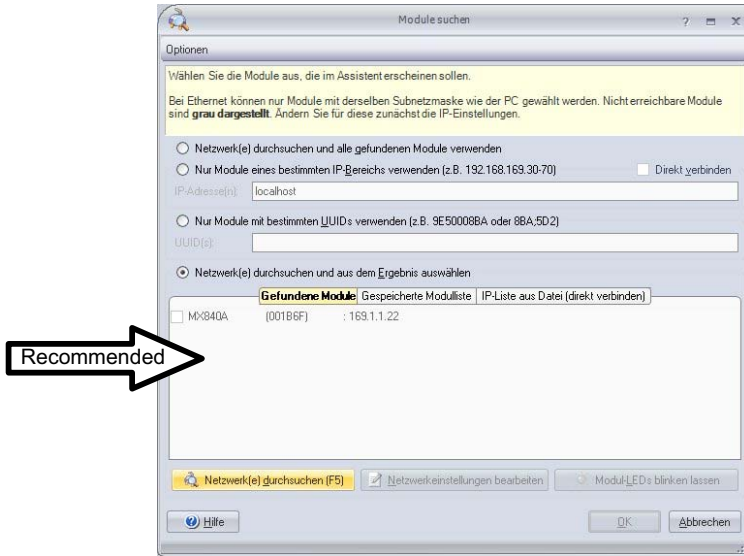 Module suchen
Optionen
Wählen Sie die Module aus, die im Assistent erscheinen sollen.
Bei Ethernet können nur Module mit derselben Subnetzmaske wie der PC gewählt werden. Nicht erreichbare Module
sind grau dargestellt. Ändern Sie für diese zunächst die IP-Einstellungen.
Netzwerk(e) durchsuchen und alle gefundenen Module verwenden
Nur Module eines bestimmten IP-Bereichs verwenden (z.B. 192.168.169.30-70) Direkt verbinden
IP-Adresse(n): localhost
Nur Module mit bestimmten UUIDs verwenden (z.B. 9E50008BA oder 8BA;5D2)
UUID(s):
Netzwerk(e) durchsuchen und aus dem Ergebnis auswählen
Gefundene Module Gespeicherte Modulliste IP-Liste aus Datei (direkt verbinden)
MX840A (001B6F) : 169.1.1.22
Recommended
Netzwerk(e) durchsuchen (F5) Netzwerkeinstellungen bearbeiten Modul-LEDs blinken lassen
Hilfe OK Abbrechen